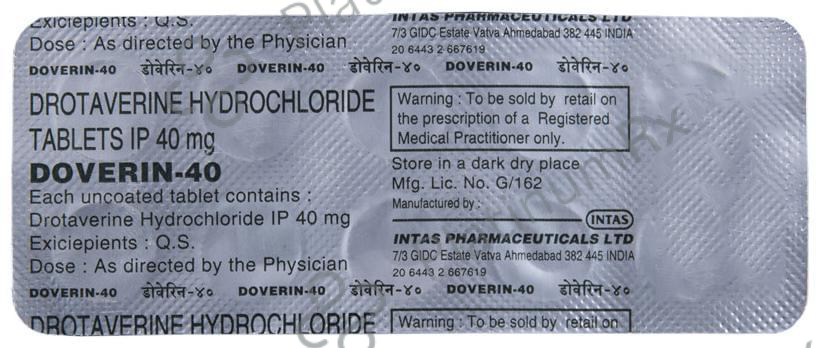 Exiciepients : Q.S.
Dose : As directed by the Physician
INTAS PHARMACEUTICALS LTD
7/3 GIDC Estate Vatva Ahmedabad 382 445 INDIA
20 6443 2 667619
DOVERIN-40 डोवेरिन-४० DOVERIN-40 डोवेरिन-४० DOVERIN-40 डोवेरिन-४०
DROTAVERINE HYDROCHLORIDE
TABLETS IP 40 mg
DOVERIN-40
Each uncoated tablet contains :
Drotaverine Hydrochloride IP 40 mg
Exiciepients : Q.S.
Dose : As directed by the Physician
Warning : To be sold by retail on
the prescription of a Registered
Medical Practitioner only.
Store in a dark dry place
Mfg. Lic. No. G/162
Manufactured by :
INTAS
INTAS PHARMACEUTICALS LTD
7/3 GIDC Estate Vatva Ahmedabad 382 445 INDIA
20 6443 2 667619
DOVERIN-40 डोवेरिन-४० DOVERIN-40 डोवेरिन-४० DOVERIN-40 डोवेरिन-४०
DROTAVERINE HYDROCHLORIDE
Warning : To be sold by retail on